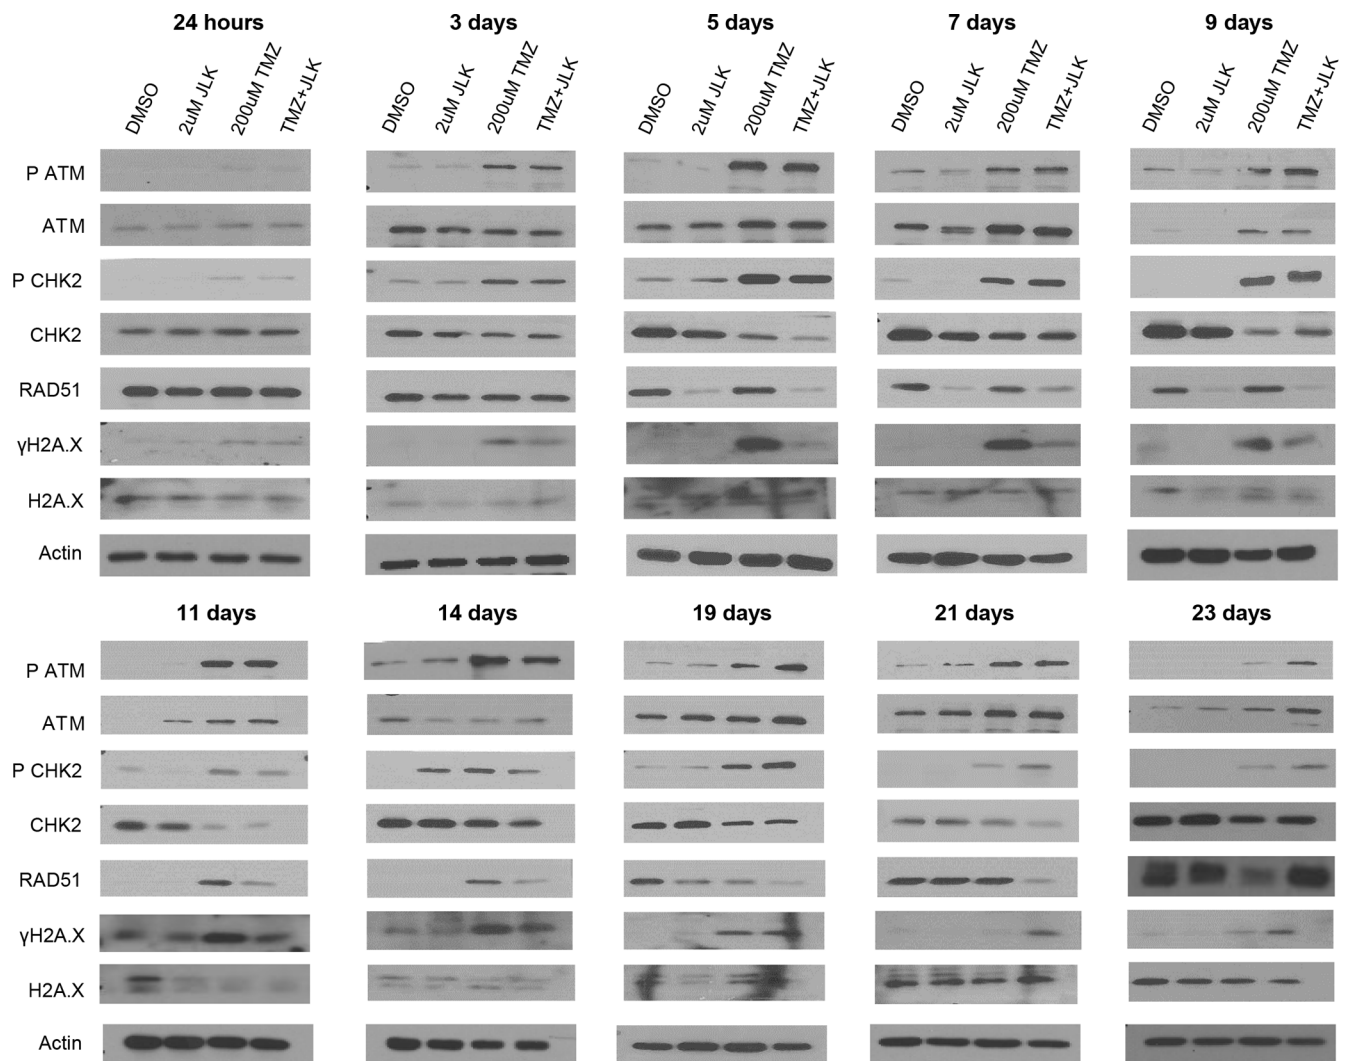 24 hours 3 days 5 days 7 days 9 days
DMSO 2uM JLK 200uM TMZ TMZ+JLK DMSO 2uM JLK 200uM TMZ TMZ+JLK DMSO 2uM JLK 200uM TMZ TMZ+JLK DMSO 2uM JLK 200uM TMZ TMZ+JLK DMSO 2uM JLK 200uM TMZ TMZ+JLK
P ATM
ATM
P CHK2
CHK2
RAD51
γH2A.X
H2A.X
Actin
11 days 14 days 19 days 21 days 23 days
P ATM
ATM
P CHK2
CHK2
RAD51
γH2A.X
H2A.X
Actin